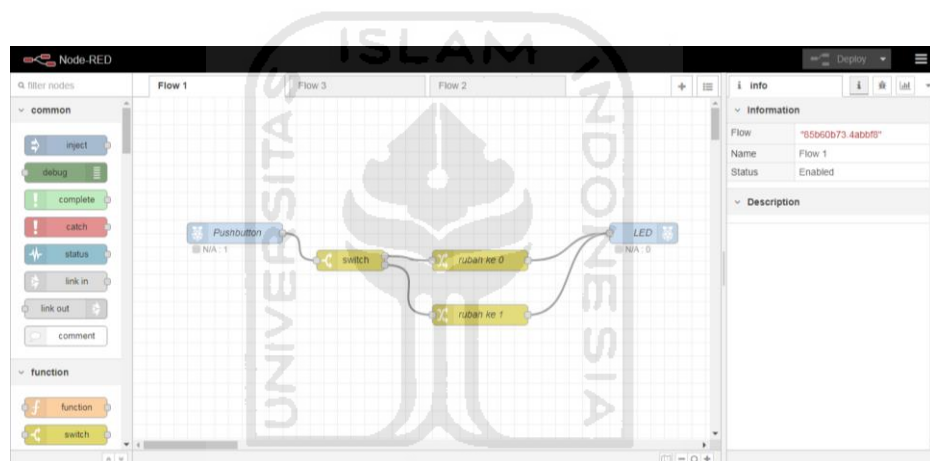 ISLAM
UNIVERSITAS
INDONESIA
Node-RED
Deploy
filter nodes
Flow 1
Flow 3
Flow 2
i info
i
common
inject
debug
complete
catch
status
link in
link out
comment
function
function
switch
Pushbutton
N/A : 1
switch
ruban ke 0
ruban ke 1
LED
N/A : 0
Information
Flow "85b60b73.4abbf8"
Name Flow 1
Status Enabled
Description